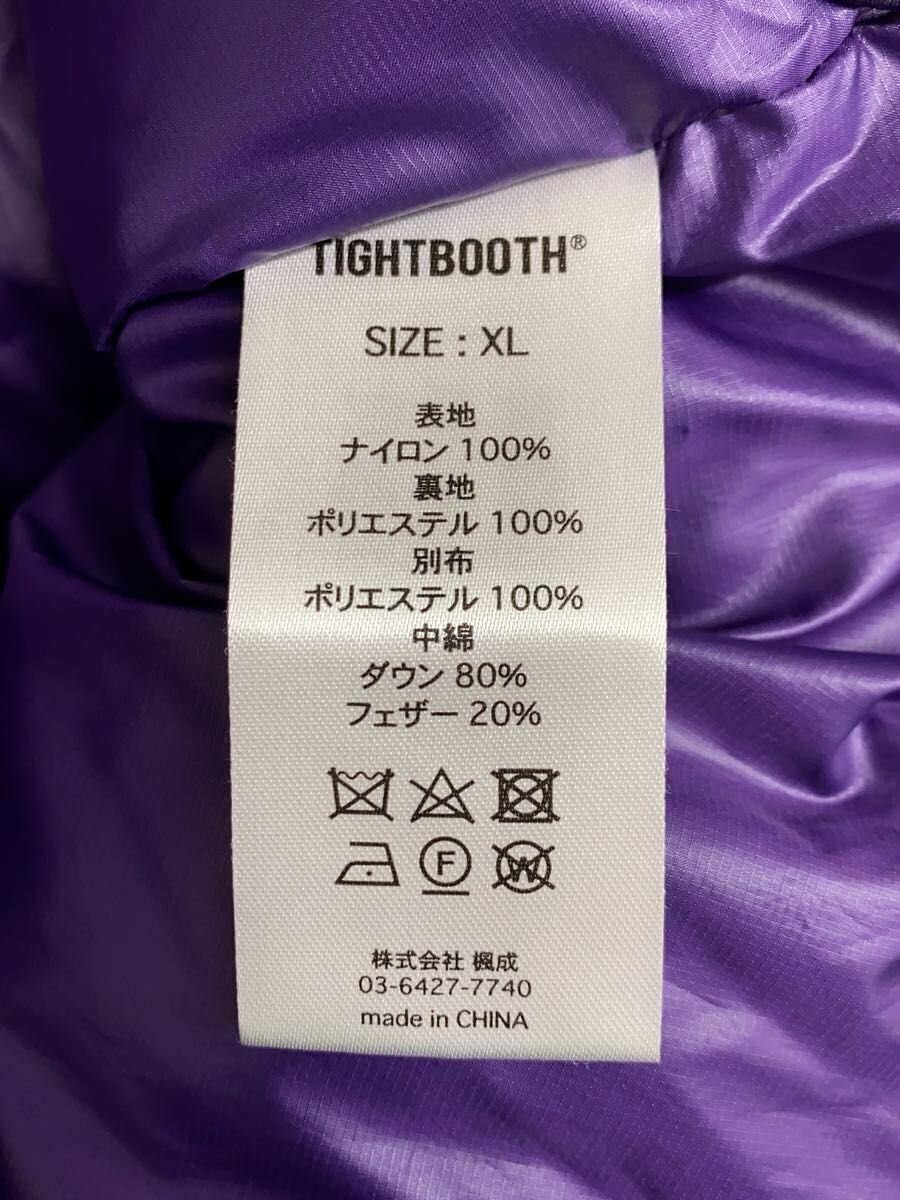 TIGHTBOOTH®
SIZE : XL
表地
ナイロン 100%
裏地
ポリエステル 100%
別布
ポリエステル 100%
中綿
ダウン 80%
フェザー 20%
F W
株式会社 楓成
03-6427-7740
made in CHINA